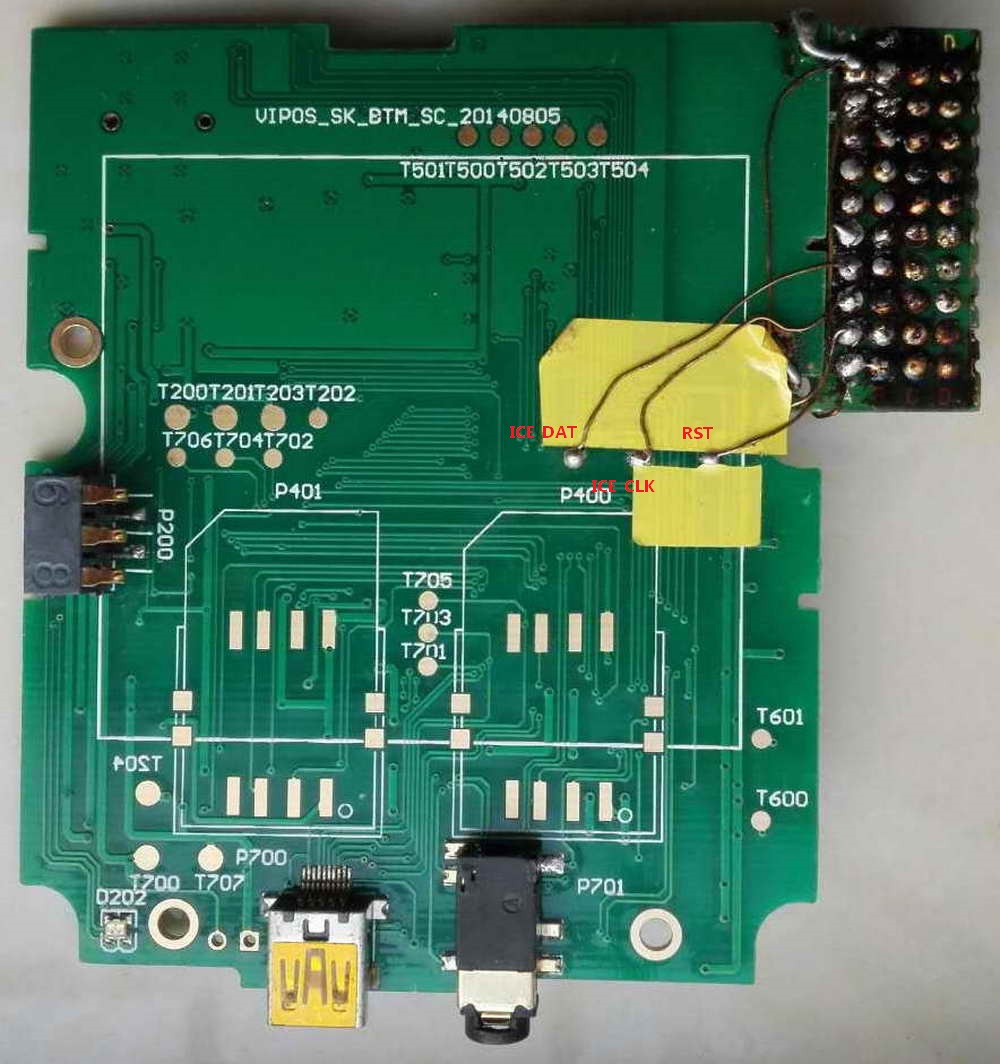 VIPOS_SK_BTM_SC_20140805
T501T500T502T503T504
T200T201T203T202
T706T704T702
ICE DAT
RST
ICE CLK
P401
P400
P200
9
8
T705
T703
T701
T601
T204
T600
P700
T700
T707
P701
D202